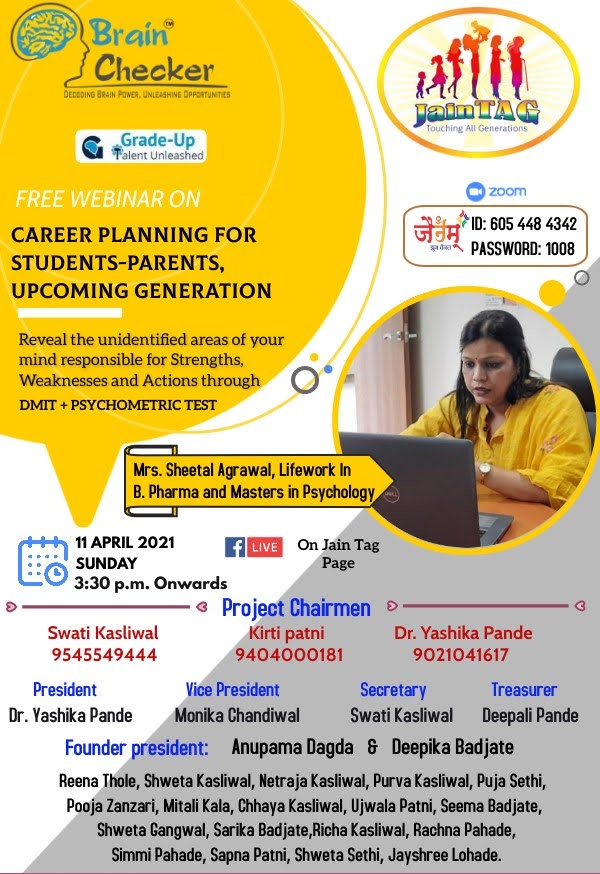 Brain
Checker
TM
DECODING BRAIN POWER, UNLEASHING OPPORTUNITIES
JainTAG
Touching All Generations
Grade-Up
Talent Unleashed
FREE WEBINAR ON
CAREER PLANNING FOR
STUDENTS-PARENTS,
UPCOMING GENERATION
zoom
जैनम्
ID: 605 448 4342
PASSWORD: 1008
Reveal the unidentified areas of your
mind responsible for Strengths,
Weaknesses and Actions through
DMIT + PSYCHOMETRIC TEST
Mrs. Sheetal Agrawal, Lifework In
B. Pharma and Masters in Psychology
DELL
11 APRIL 2021
SUNDAY
3:30 p.m. Onwards
f LIVE
On Jain Tag
Page
Project Chairmen
Swati Kasliwal Kirti patni Dr. Yashika Pande
9545549444 9404000181 9021041617
President Vice President Secretary Treasurer
Dr. Yashika Pande Monika Chandiwal Swati Kasliwal Deepali Pande
Founder president: Anupama Dagda & Deepika Badjate
Reena Thole, Shweta Kasliwal, Netraja Kasliwal, Purva Kasliwal, Puja Sethi,
Pooja Zanzari, Mitali Kala, Chhaya Kasliwal, Ujwala Patni, Seema Badjate,
Shweta Gangwal, Sarika Badjate,Richa Kasliwal, Rachna Pahade,
Simmi Pahade, Sapna Patni, Shweta Sethi, Jayshree Lohade.